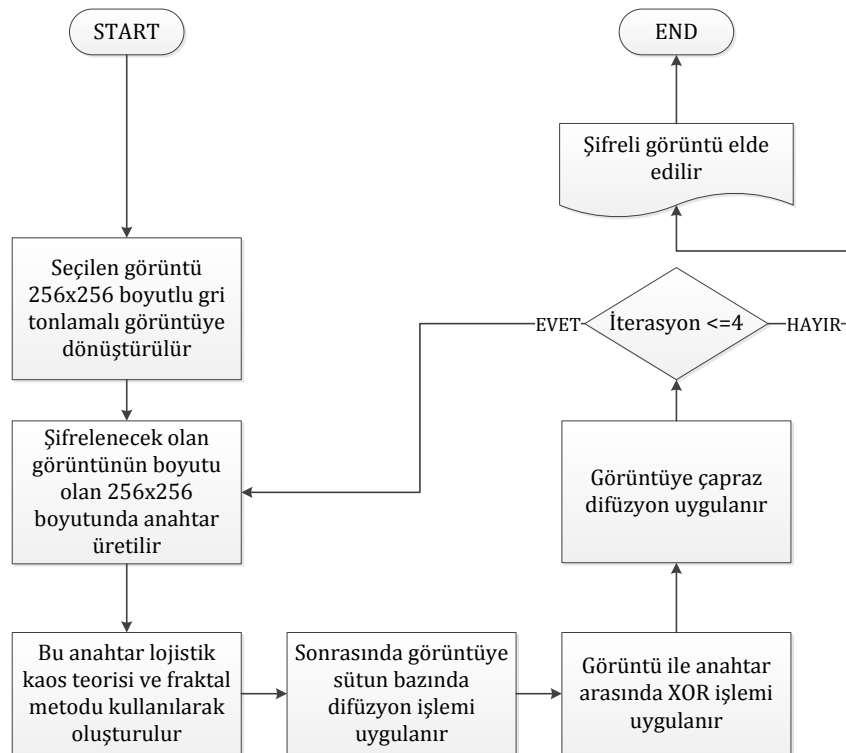 START
Seçilen görüntü
256x256 boyutlu gri
tonlamalı görüntüye
dönüştürülür
Şifrelenecek olan
görüntünün boyutu
olan 256x256
boyutunda anahtar
üretilir
Bu anahtar lojistik
kaos teorisi ve fraktal
metodu kullanılarak
oluşturulur
Sonrasında görüntüye
sütun bazında
difüzyon işlemi
uygulanır
Görüntü ile anahtar
arasında XOR işlemi
uygulanır
Görüntüye çapraz
difüzyon uygulanır
İterasyon <=4
EVET
HAYIR
Şifreli görüntü elde
edilir
END